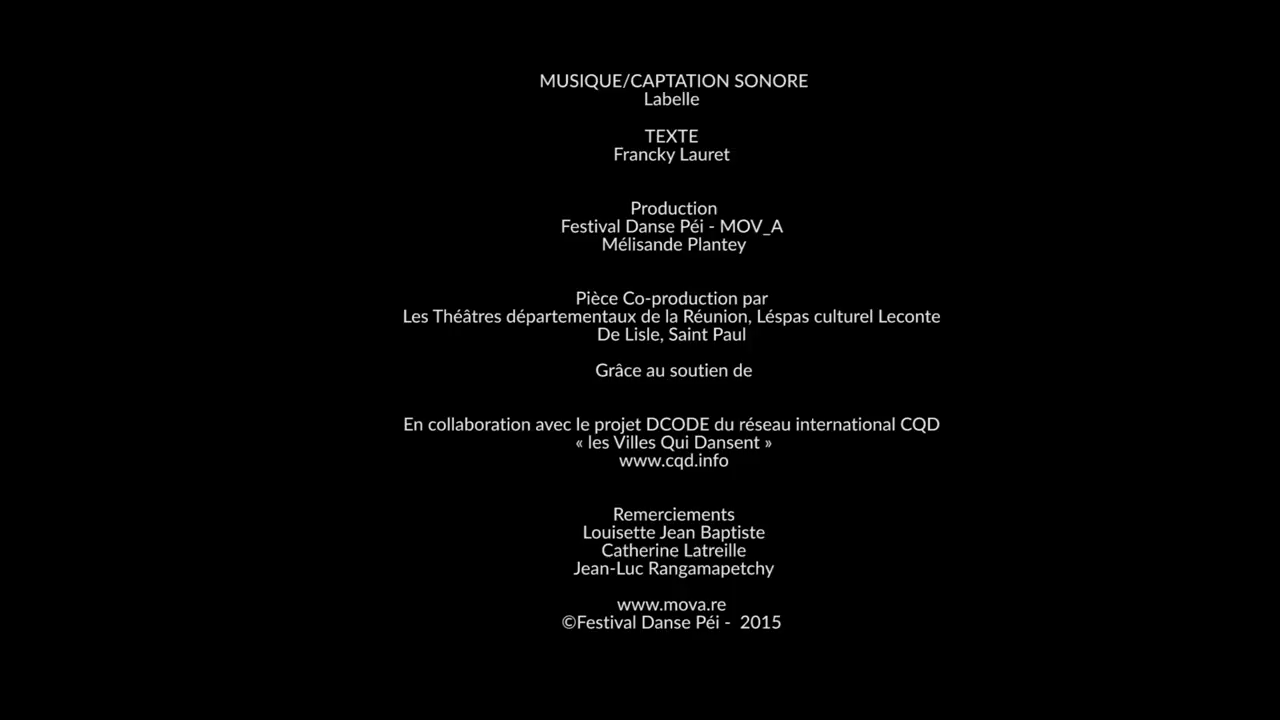 MUSIQUE/CAPTATION SONORE
Labelle
TEXTE
Francky Lauret
Production
Festival Danse Péi - MOV_A
Mélisande Plantey
Pièce Co-production par
Les Théâtres départementaux de la Réunion, Léspas culturel Leconte
De Lisle, Saint Paul
Grâce au soutien de
En collaboration avec le projet DCODE du réseau international CQD
« les Villes Qui Dansent »
www.cqd.info
Remerciements
Louisette Jean Baptiste
Catherine Latreille
Jean-Luc Rangamapetchy
www.mova.re
©Festival Danse Péi -  2015